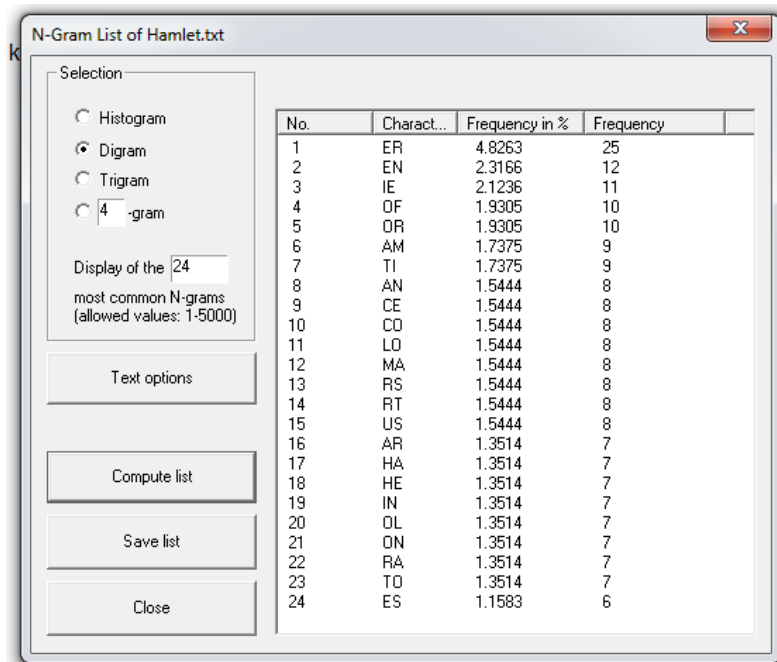 N-Gram List of Hamlet.txt
k
Selection
Histogram
Digram
Trigram
4 -gram
Display of the 24
most common N-grams
(allowed values: 1-5000)
Text options
Compute list
Save list
Close
No. Charact... Frequency in % Frequency
1 ER 4.8263 25
2 EN 2.3166 12
3 IE 2.1236 11
4 OF 1.9305 10
5 OR 1.9305 10
6 AM 1.7375 9
7 TI 1.7375 9
8 AN 1.5444 8
9 CE 1.5444 8
10 CO 1.5444 8
11 LO 1.5444 8
12 MA 1.5444 8
13 RS 1.5444 8
14 RT 1.5444 8
15 US 1.5444 8
16 AR 1.3514 7
17 HA 1.3514 7
18 HE 1.3514 7
19 IN 1.3514 7
20 OL 1.3514 7
21 ON 1.3514 7
22 RA 1.3514 7
23 TO 1.3514 7
24 ES 1.1583 6